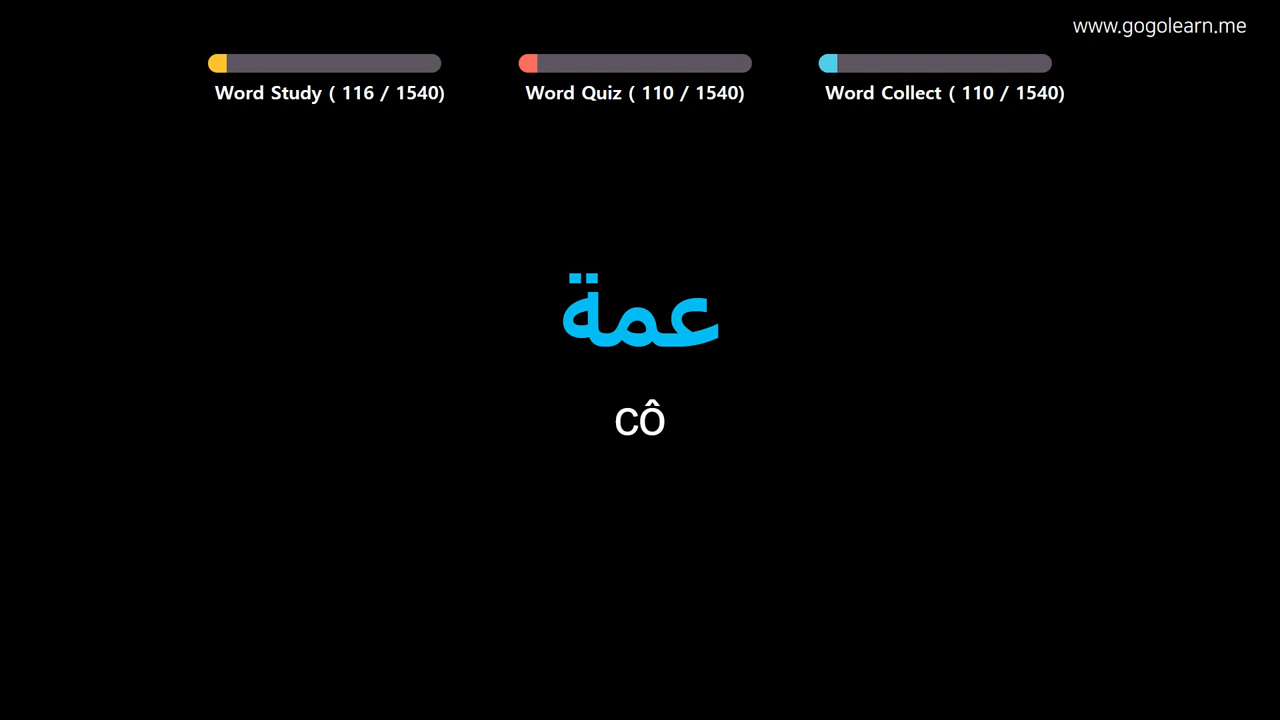 www.gogolearn.me
Word Study ( 116 / 1540)
Word Quiz ( 110 / 1540)
Word Collect ( 110 / 1540)
عمة
cô